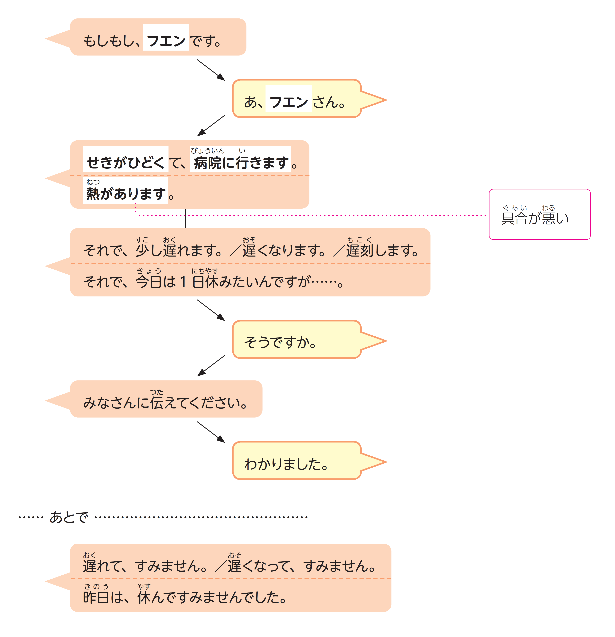 もしもし、フエンです。
あ、フエンさん。
せきがひどくて、病院に行きます。
熱があります。
具合が悪い
それで、少し遅れます。／遅くなります。／遅刻します。
それで、今日は１日休みたいんですが……。
そうですか。
みなさんに伝えてください。
わかりました。
…… あとで ……………………………………
遅れて、すみません。／遅くなって、すみません。
昨日は、休んですみませんでした。